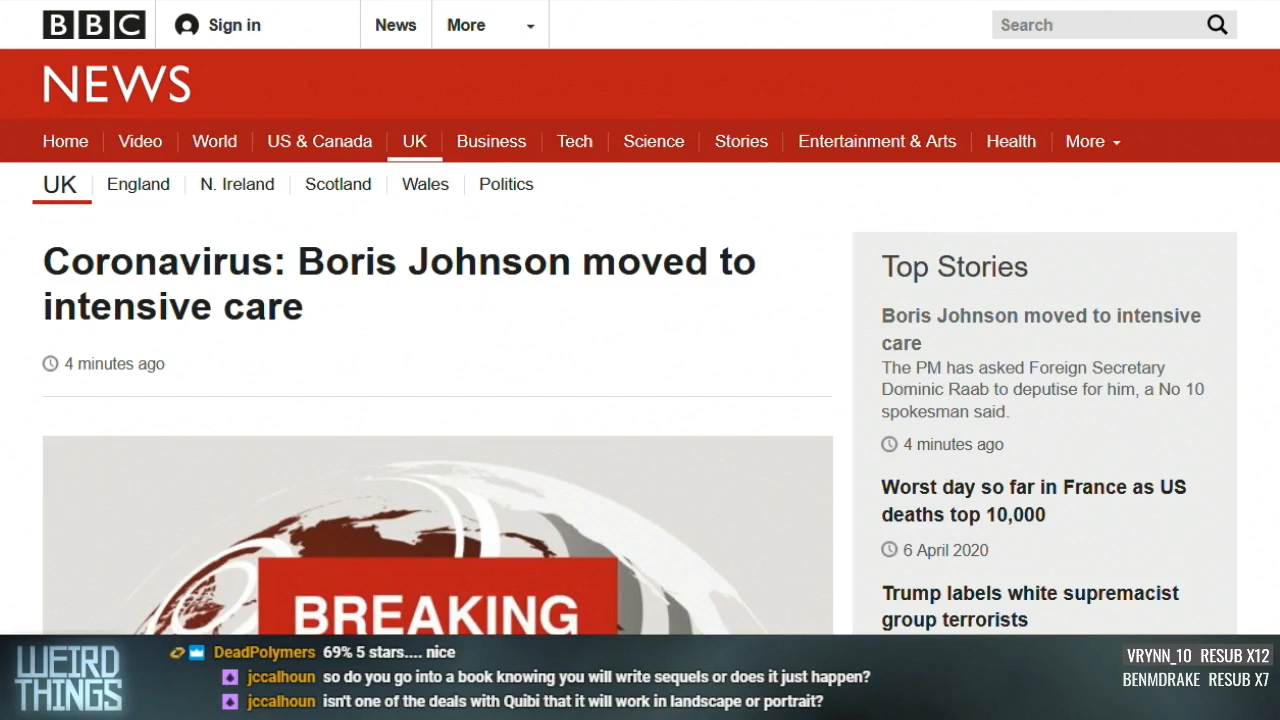 BBC
Sign in
News
More
Search
NEWS
Home
Video
World
US & Canada
UK
Business
Tech
Science
Stories
Entertainment & Arts
Health
More
UK
England
N. Ireland
Scotland
Wales
Politics
Coronavirus: Boris Johnson moved to
intensive care
4 minutes ago
BREAKING
Top Stories
Boris Johnson moved to intensive
care
The PM has asked Foreign Secretary
Dominic Raab to deputise for him, a No 10
spokesman said.
4 minutes ago
Worst day so far in France as US
deaths top 10,000
6 April 2020
Trump labels white supremacist
group terrorists
WEIRD
THINGS
DeadPolymers 69% 5 stars.... nice
jccalhoun so do you go into a book knowing you will write sequels or does it just happen?
jccalhoun isn't one of the deals with Quibi that it will work in landscape or portrait?
VRYNN_10 RESUB X12
BENMDRAKE RESUB X7